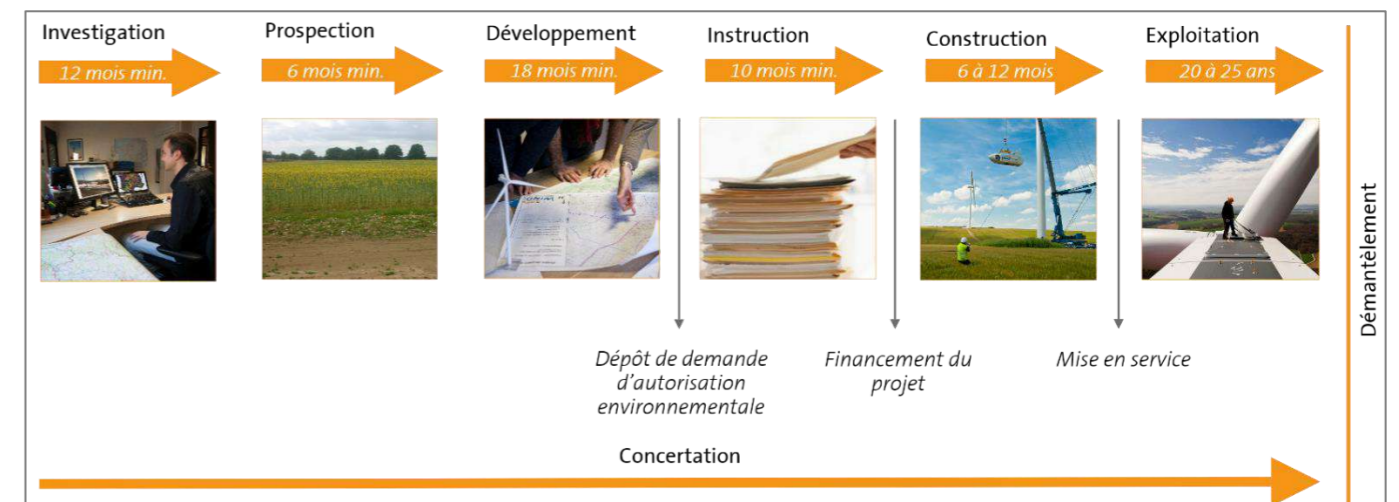 Investigation
12 mois min.
Prospection
6 mois min.
Développement
18 mois min.
Instruction
10 mois min.
Construction
6 à 12 mois
Exploitation
20 à 25 ans
Dépôt de demande
d'autorisation
environnementale
Financement du
projet
Mise en service
Concertation
Démantèlement